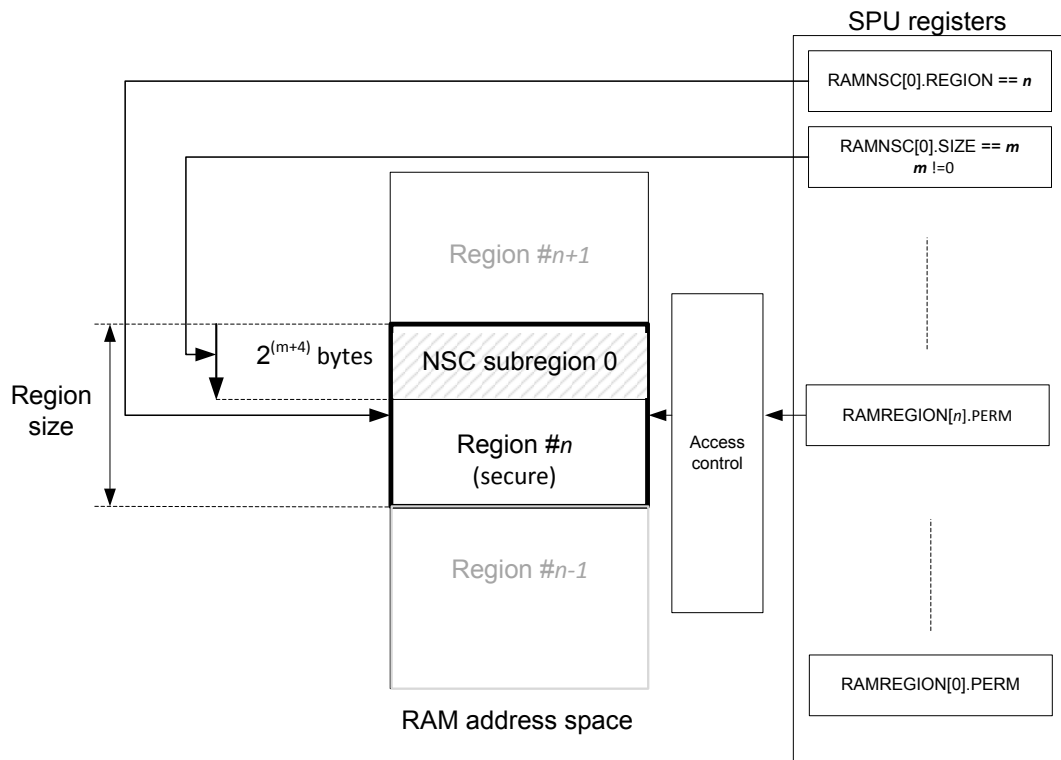 SPU registers
RAMNSC[0].REGION == n
RAMNSC[0].SIZE == m
m !=0
Region #n+1
2^(m+4) bytes
NSC subregion 0
Region
size
Region #n
(secure)
Access
control
RAMREGION[n].PERM
Region #n-1
RAMREGION[0].PERM
RAM address space